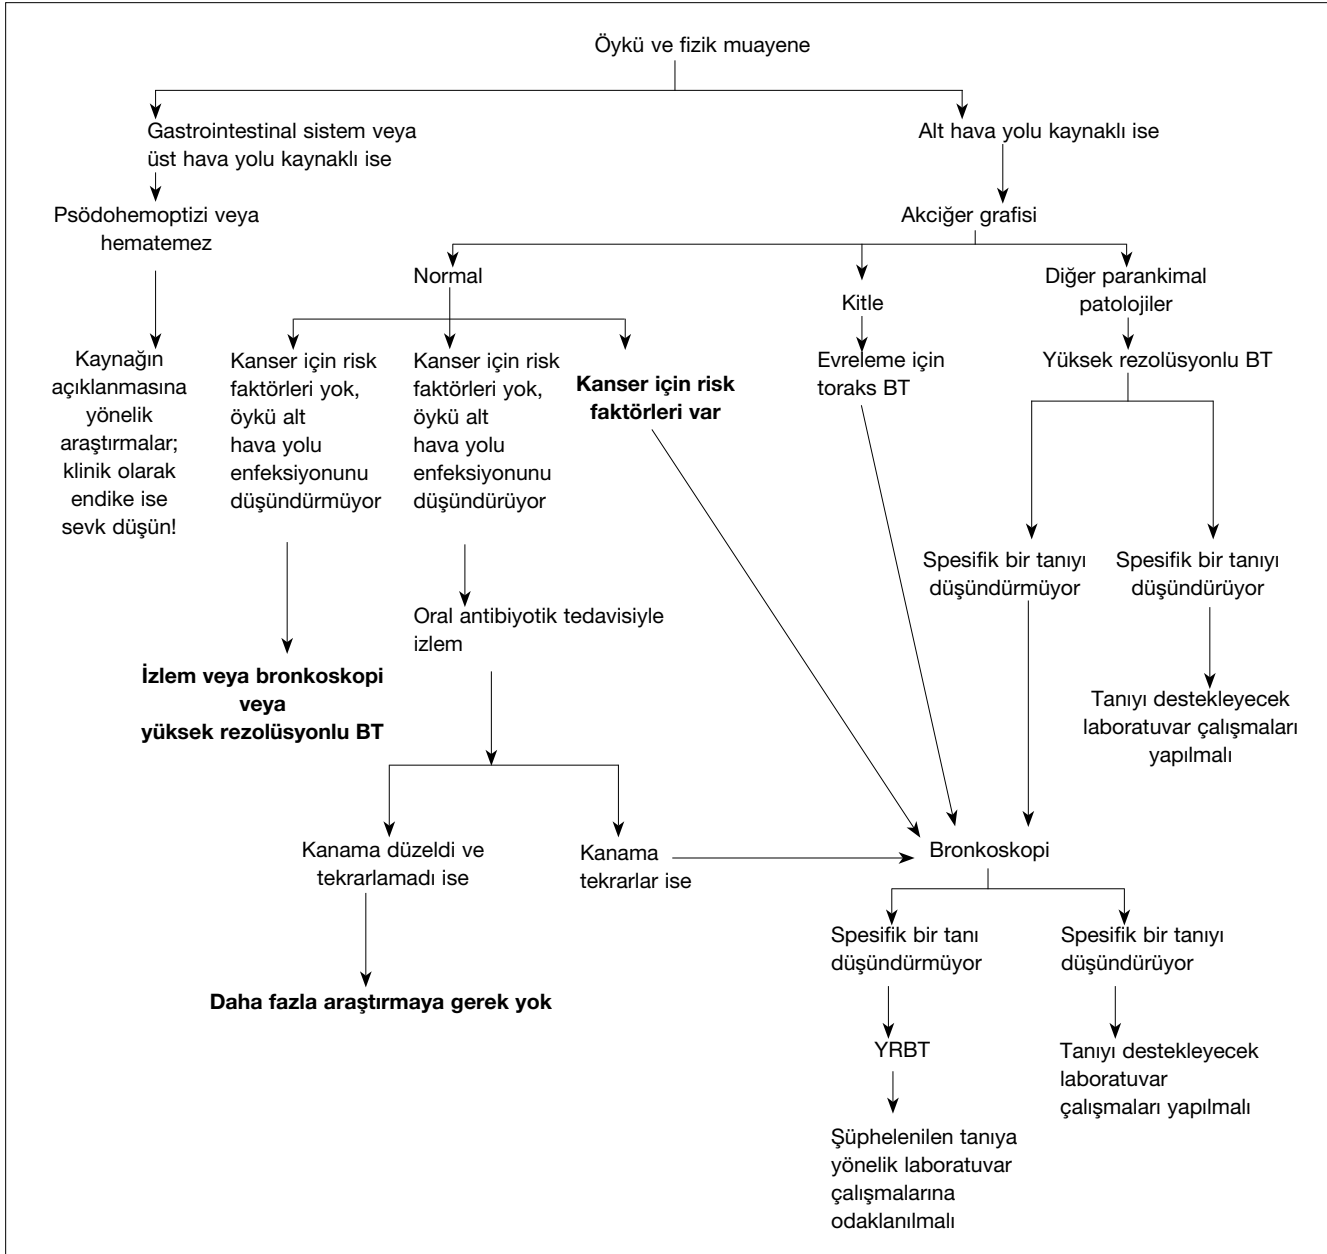 Öykü ve fizik muayene
Gastrointestinal sistem veya
üst hava yolu kaynaklı ise
Alt hava yolu kaynaklı ise
Psödohemoptizi veya
hematemez
Akciğer grafisi
Normal
Kitle
Diğer parankimal
patolojiler
Kaynağın
açıklanmasına
yönelik
araştırmalar;
klinik olarak
endike ise
sevk düşün!
Kanser için risk
faktörleri yok,
öykü alt
hava yolu
enfeksiyonunu
düşündürmüyor
Kanser için risk
faktörleri yok,
öykü alt
hava yolu
enfeksiyonunu
düşündürüyor
Kanser için risk
faktörleri var
Evreleme için
toraks BT
Yüksek rezolüsyonlu BT
Spesifik bir tanıyı
düşündürmüyor
Spesifik bir tanıyı
düşündürüyor
Oral antibiyotik tedavisiyle
izlem
İzlem veya bronkoskopi
veya
yüksek rezolüsyonlu BT
Tanıyı destekleyecek
laboratuvar çalışmaları
yapılmalı
Kanama düzeldi ve
tekrarlamadı ise
Kanama
tekrarlar ise
Bronkoskopi
Daha fazla araştırmaya gerek yok
Spesifik bir tanı
düşündürmüyor
Spesifik bir tanıyı
düşündürüyor
YRBT
Tanıyı destekleyecek
laboratuvar
çalışmaları yapılmalı
Şüphelenilen tanıya
yönelik laboratuvar
çalışmalarına
odaklanılmalı